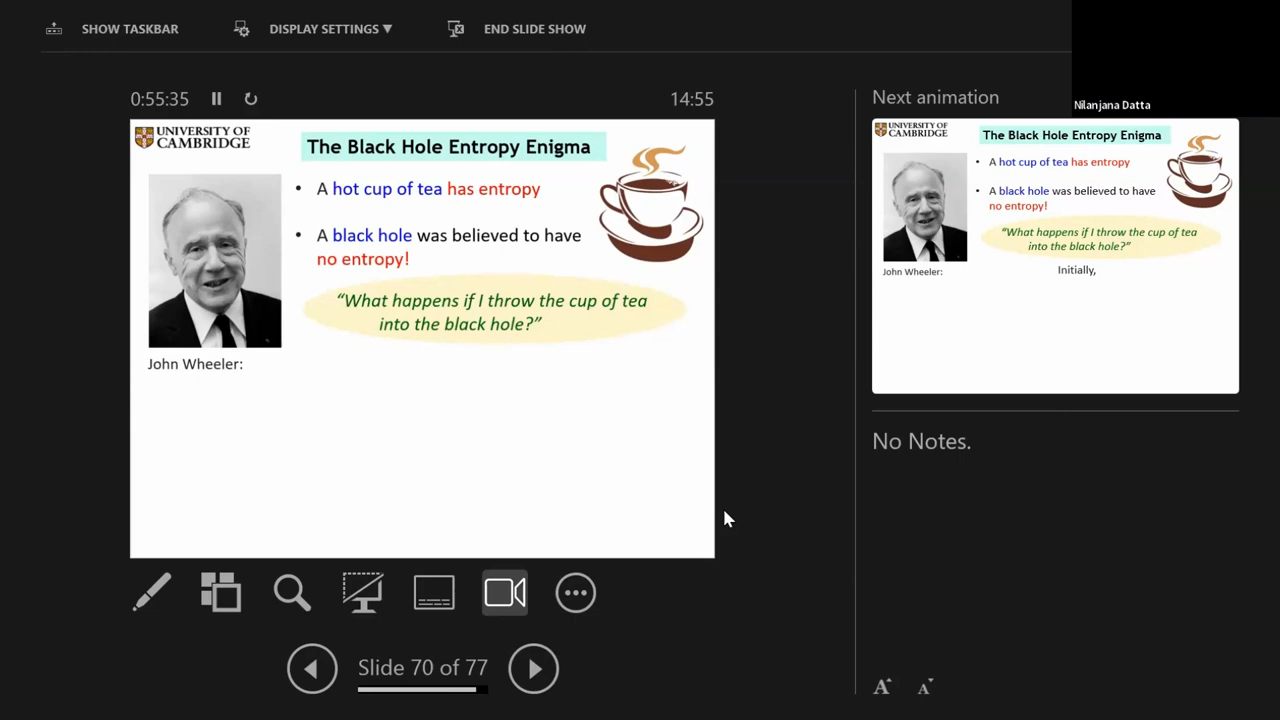 SHOW TASKBAR
DISPLAY SETTINGS ▼
END SLIDE SHOW
0:55:35
14:55
UNIVERSITY OF
CAMBRIDGE
The Black Hole Entropy Enigma
• A hot cup of tea has entropy
• A black hole was believed to have
no entropy!
“What happens if I throw the cup of tea
into the black hole?”
John Wheeler:
Slide 70 of 77
Next animation
Nilanjana Datta
UNIVERSITY OF
CAMBRIDGE
The Black Hole Entropy Enigma
• A hot cup of tea has entropy
• A black hole was believed to have
no entropy!
“What happens if I throw the cup of tea
into the black hole?”
John Wheeler:
Initially,
No Notes.
A A